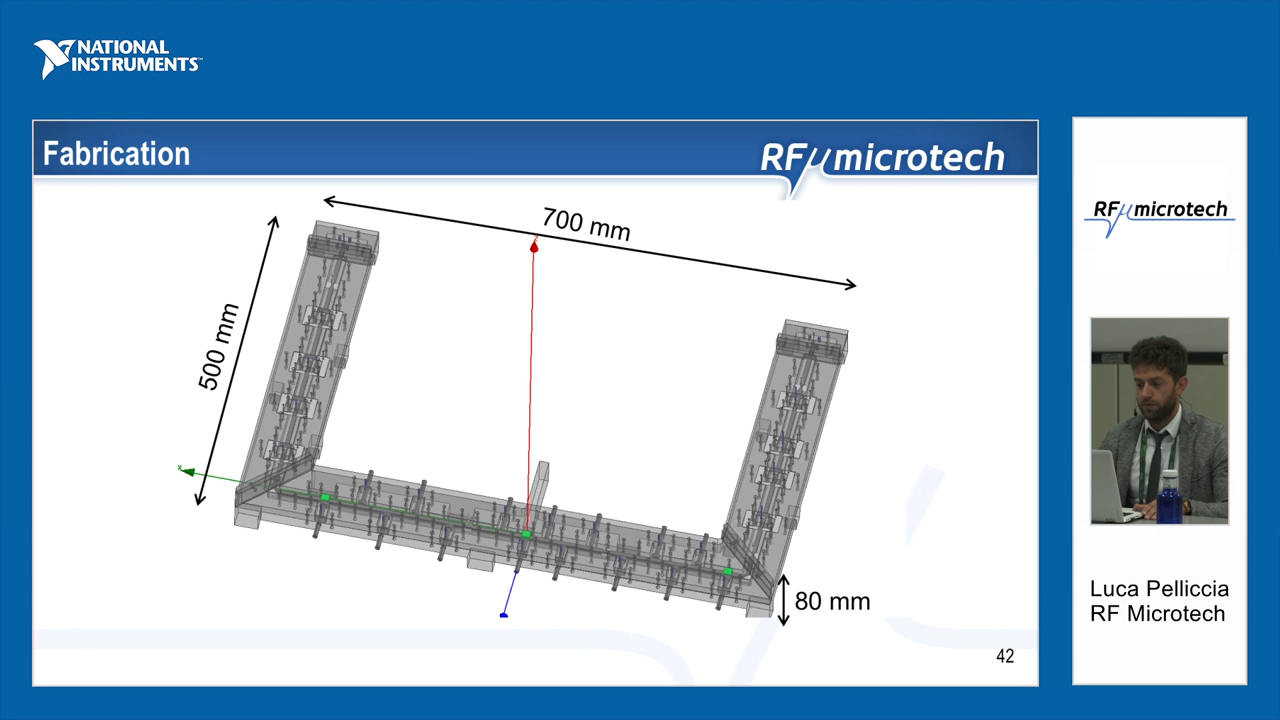 NATIONAL
INSTRUMENTS
Fabrication
RFμmicrotech
700 mm
500 mm
80 mm
42
RFμmicrotech
Luca Pelliccia
RF Microtech